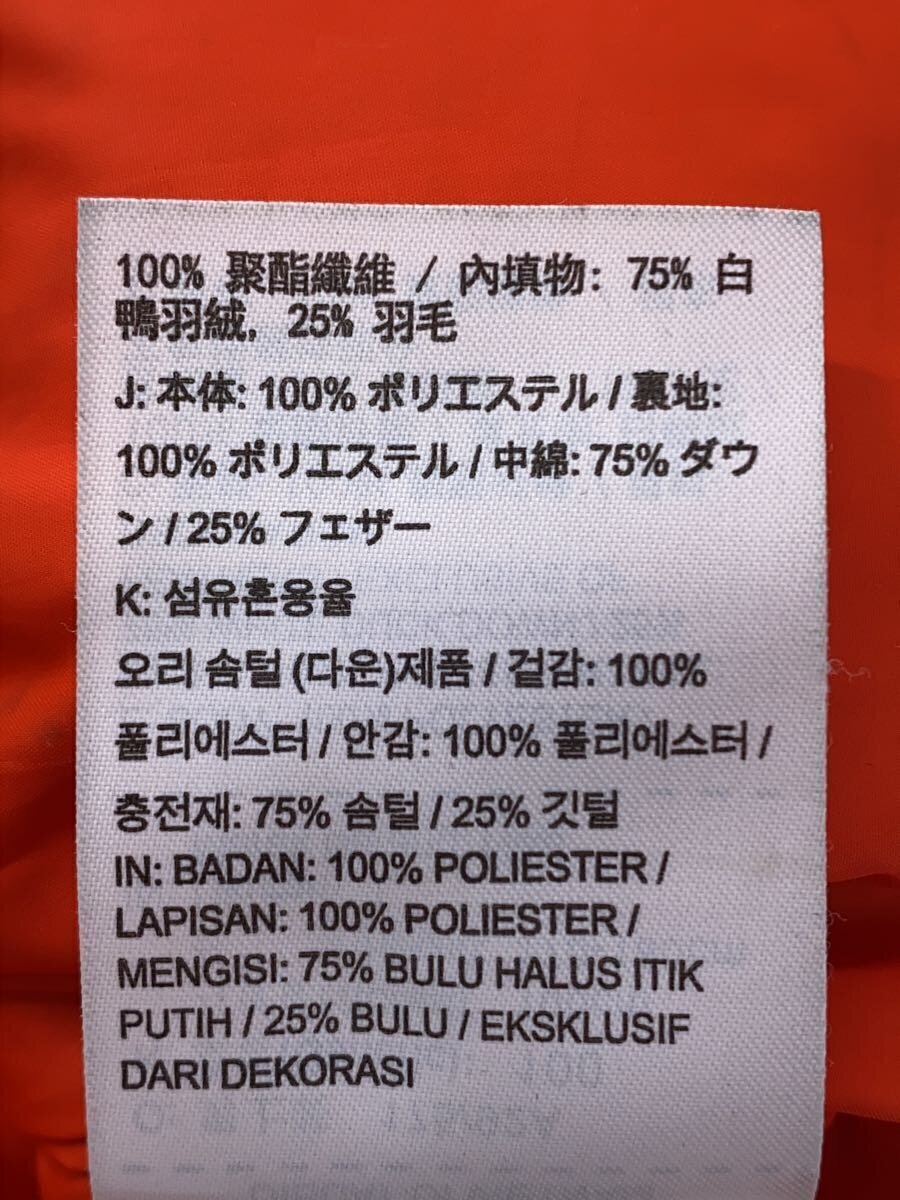 100% 聚酯纖維 / 內填物: 75% 白
鴨羽絨, 25% 羽毛
J: 本体: 100% ポリエステル / 裏地:
100% ポリエステル / 中綿: 75% ダウ
ン / 25% フェザー
K: 섬유혼용율
오리 솜털 (다운)제품 / 겉감: 100%
폴리에스터 / 안감: 100% 폴리에스터 /
충전재: 75% 솜털 / 25% 깃털
IN: BADAN: 100% POLIESTER /
LAPISAN: 100% POLIESTER /
MENGISI: 75% BULU HALUS ITIK
PUTIH / 25% BULU / EKSKLUSIF
DARI DEKORASI